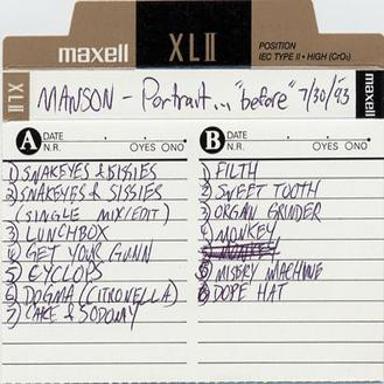 maxell XLII POSITION
IEC TYPE II • HIGH (CrO₂)
XLII MANSON - Portrait... "before" 7/30/93 maxell
A DATE
N.R. YES NO
1) SNAKEYES & SISSIES
2) SNAKEYES & SISSIES
(SINGLE MIX/EDIT)
3) LUNCHBOX
4) GET YOUR GUNN
5) CYCLOPS
6) DOGMA (CITRONELLA)
7) CAKE & SODOMY
B DATE
N.R. YES NO
1) FILTH
2) SWEET TOOTH
3) ORGAN GRINDER
4) MONKEY
5) MISERY MACHINE
6) DOPE HAT